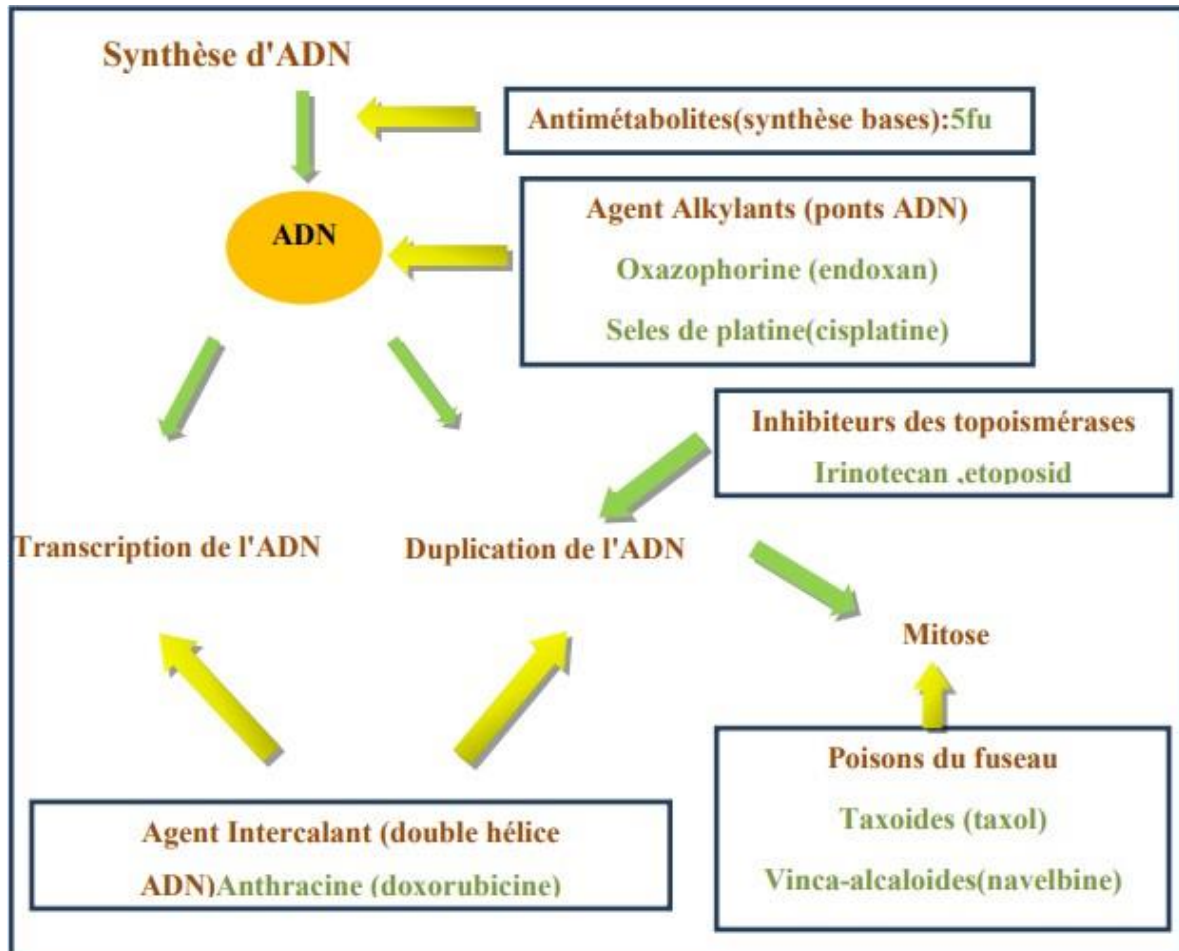 Synthèse d'ADN
Antimétabolites(synthèse bases):5fu
ADN
Agent Alkylants (ponts ADN)
Oxazophorine (endoxan)
Seles de platine(cisplatine)
Inhibiteurs des topoismérases
Irinotecan ,etoposid
Transcription de l'ADN
Duplication de l'ADN
Mitose
Poisons du fuseau
Taxoides (taxol)
Vinca-alcaloides(navelbine)
Agent Intercalant (double hélice
ADN)Anthracine (doxorubicine)